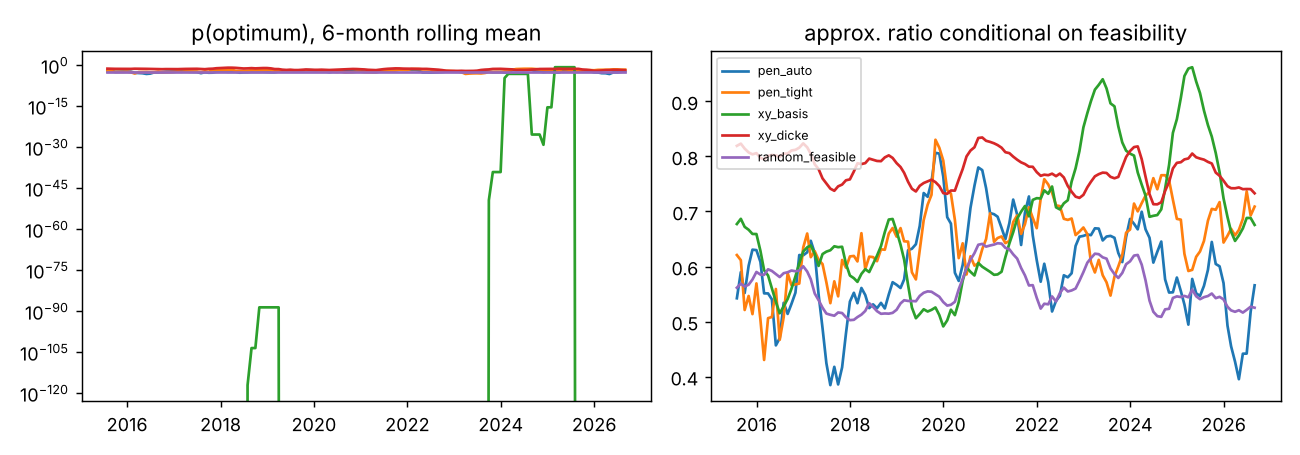 p(optimum), 6-month rolling mean
10^0
10^-15
10^-30
10^-45
10^-60
10^-75
10^-90
10^-105
10^-120
2016 2018 2020 2022 2024 2026
approx. ratio conditional on feasibility
pen_auto
pen_tight
xy_basis
xy_dicke
random_feasible
0.9
0.8
0.7
0.6
0.5
0.4
2016 2018 2020 2022 2024 2026